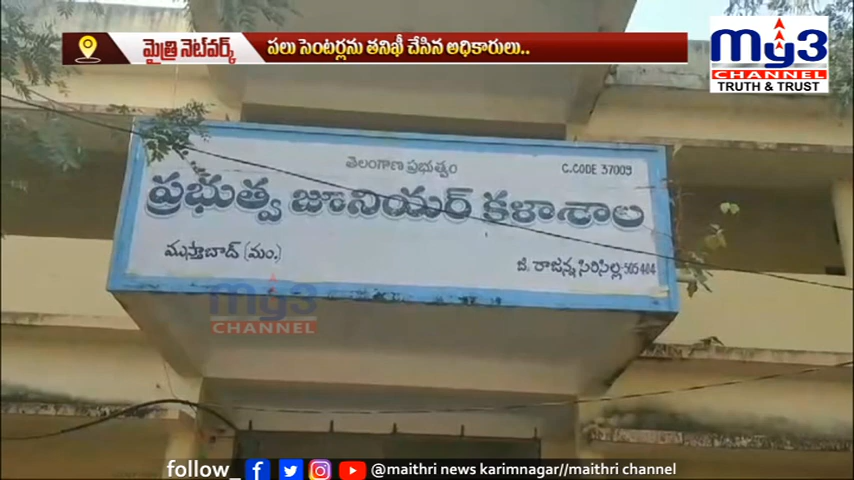 మైత్రి నెట్‌వర్క్ పలు సెంటర్లను తనిఖీ చేసిన అధికారులు..
my3
CHANNEL
TRUTH & TRUST
తెలంగాణ ప్రభుత్వం C.CODE 37009
ప్రభుత్వ జూనియర్ కళాశాల
ముస్తాబాద్ (మం.) జి. రాజన్న సిరిసిల్ల-505404
my3
CHANNEL
follow_ @maithri news karimnagar//maithri channel